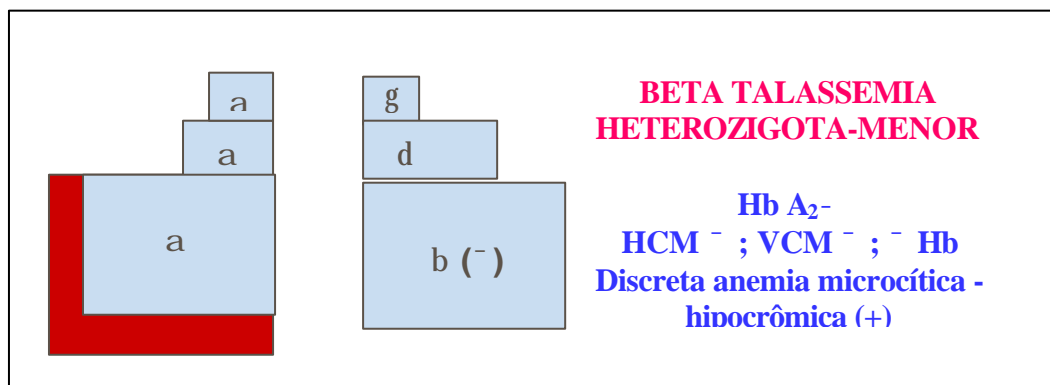 a
a
a
g
d
b (⁻)
BETA TALASSEMIA
HETEROZIGOTA-MENOR
Hb A₂⁻
HCM ⁻ ; VCM ⁻ ; ⁻ Hb
Discreta anemia microcítica -
hipocrômica (+)